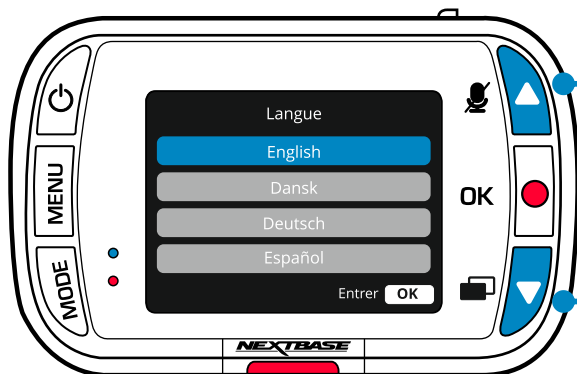 Langue
English
Dansk
Deutsch
Español
Entrer OK
MENU
MODE
OK
NEXTBASE